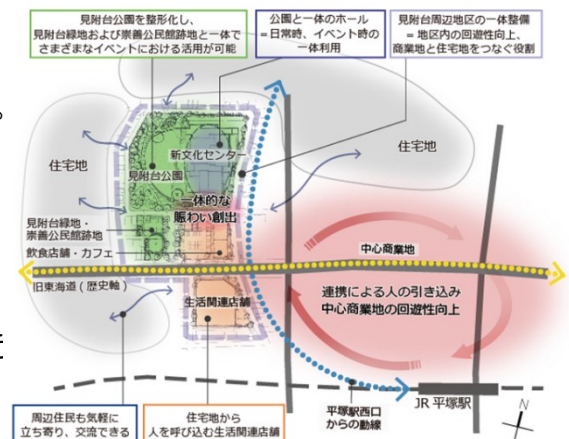 見附台公園を整形化し、
見附台緑地および崇善公民館跡地と一体で
さまざまなイベントにおける活用が可能
公園と一体のホール
=日常時、イベント時の
一体利用
見附台周辺地区の一体整備
= 地区内の回遊性向上、
商業地と住宅地をつなぐ役割
住宅地
新文化センター
見附台公園
住宅地
一体的な
賑わい創出
見附台緑地・
崇善公民館跡地
飲食店舗・カフェ
中心商業地
旧東海道（歴史軸）
生活関連店舗
連携による人の引き込み
中心商業地の回遊性向上
周辺住民も気軽に
立ち寄り、交流できる
住宅地から
人を呼び込む生活関連店舗
平塚駅西口
からの動線
JR 平塚駅
N